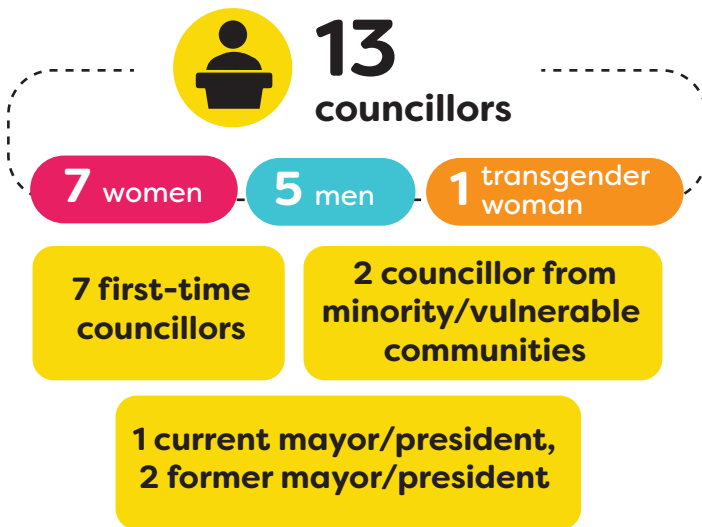 13
councillors
7 women
5 men
1 transgender
woman
7 first-time
councillors
2 councillor from
minority/vulnerable
communities
1 current mayor/president,
2 former mayor/president